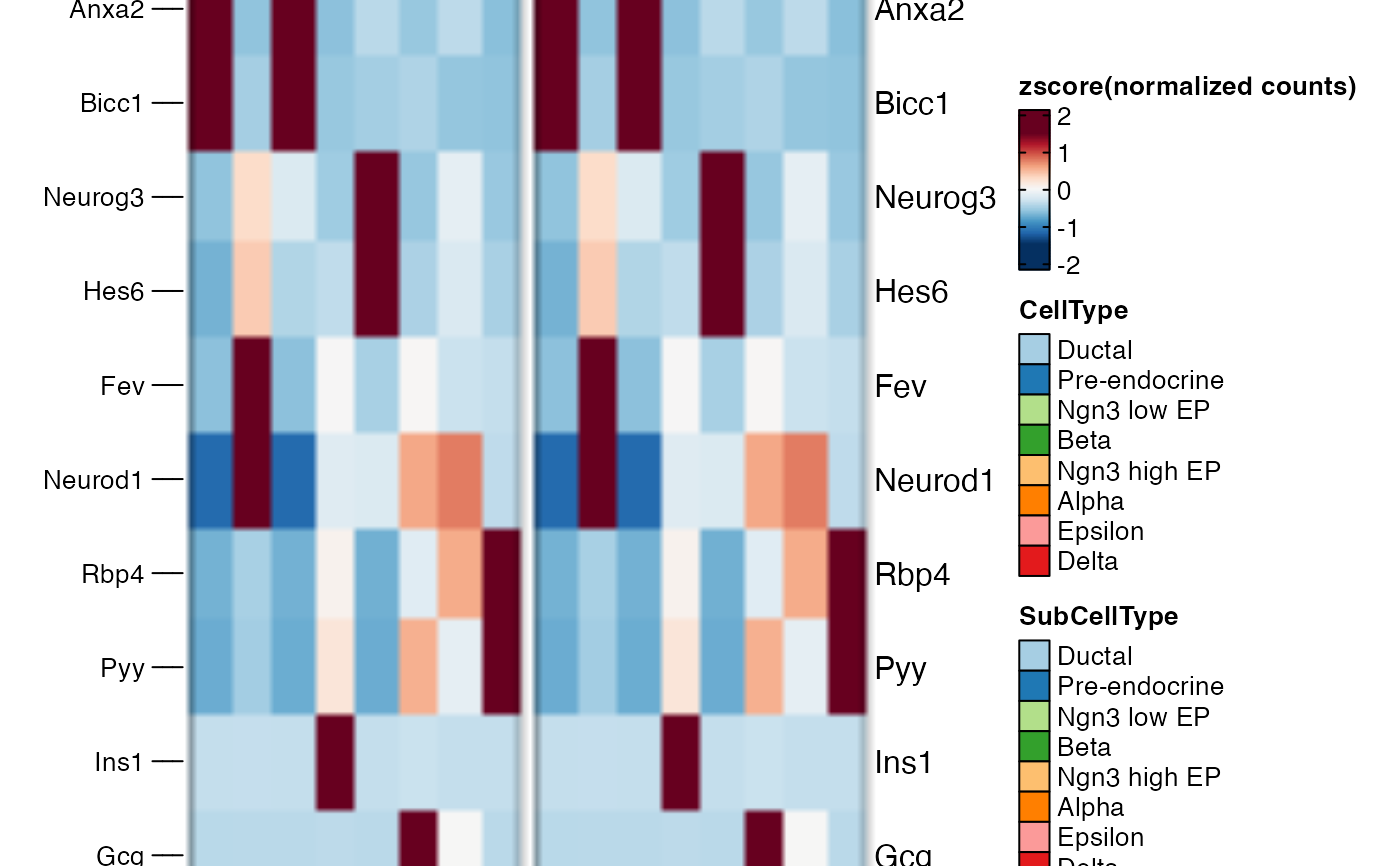 Anxa2
Bicc1
Neurog3
Hes6
Fev
Neurod1
Rbp4
Pyy
Ins1
Gcg
Anxa2
Bicc1
Neurog3
Hes6
Fev
Neurod1
Rbp4
Pyy
Ins1
Gcg
zscore(normalized counts)
2
1
0
-1
-2
CellType
Ductal
Pre-endocrine
Ngn3 low EP
Beta
Ngn3 high EP
Alpha
Epsilon
Delta
SubCellType
Ductal
Pre-endocrine
Ngn3 low EP
Beta
Ngn3 high EP
Alpha
Epsilon
Delta